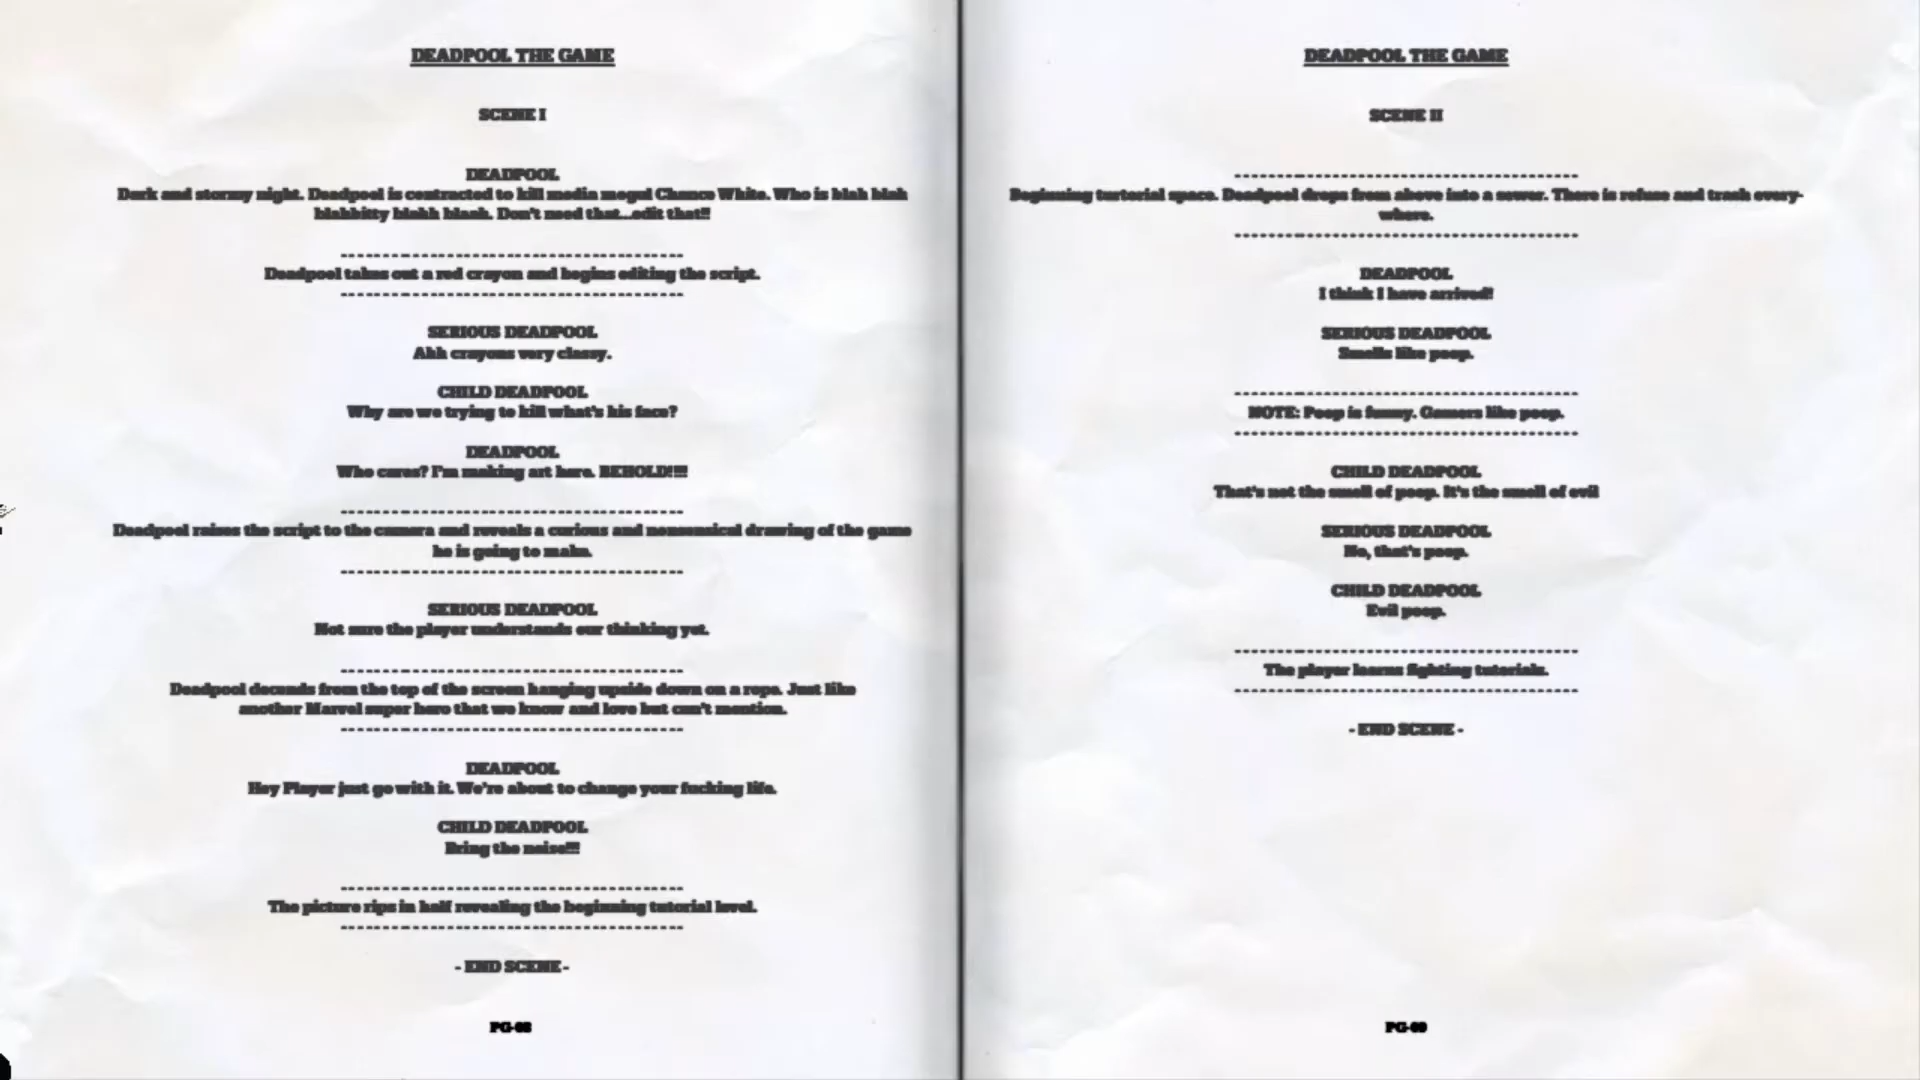 DEADPOOL THE GAME
SCENE I
DEADPOOL
Dark and stormy night. Deadpool is contracted to kill media mogul Chance White. Who is blah blah
blahbitty blahh blaah. Don't need that...edit that!!
----------------------------------------
Deadpool takes out a red crayon and begins editing the script.
----------------------------------------
SERIOUS DEADPOOL
Ahh crayons very classy.
CHILD DEADPOOL
Why are we trying to kill what's his face?
DEADPOOL
Who cares? I'm making art here. BEHOLD!!!!
----------------------------------------
Deadpool raises the script to the camera and reveals a curious and nonsensical drawing of the game
he is going to make.
----------------------------------------
SERIOUS DEADPOOL
Not sure the player understands our thinking yet.
----------------------------------------
Deadpool decends from the top of the screen hanging upside down on a rope. Just like
another Marvel super hero that we know and love but can't mention.
----------------------------------------
DEADPOOL
Hey Player just go with it. We're about to change your fucking life.
CHILD DEADPOOL
Bring the noise!!!
----------------------------------------
The picture rips in half revealing the beginning tutorial level.
----------------------------------------
- END SCENE -
PG-08
DEADPOOL THE GAME
SCENE II
----------------------------------------
Beginning turtorial space. Deadpool drops from above into a sewer. There is refuse and trash every-
where.
----------------------------------------
DEADPOOL
I think I have arrived!
SERIOUS DEADPOOL
Smells like poop.
----------------------------------------
NOTE: Poop is funny. Gamers like poop.
----------------------------------------
CHILD DEADPOOL
That's not the smell of poop. It's the smell of evil
SERIOUS DEADPOOL
No, that's poop.
CHILD DEADPOOL
Evil poop.
----------------------------------------
The player learns fighting tutorials.
----------------------------------------
- END SCENE -
PG-09